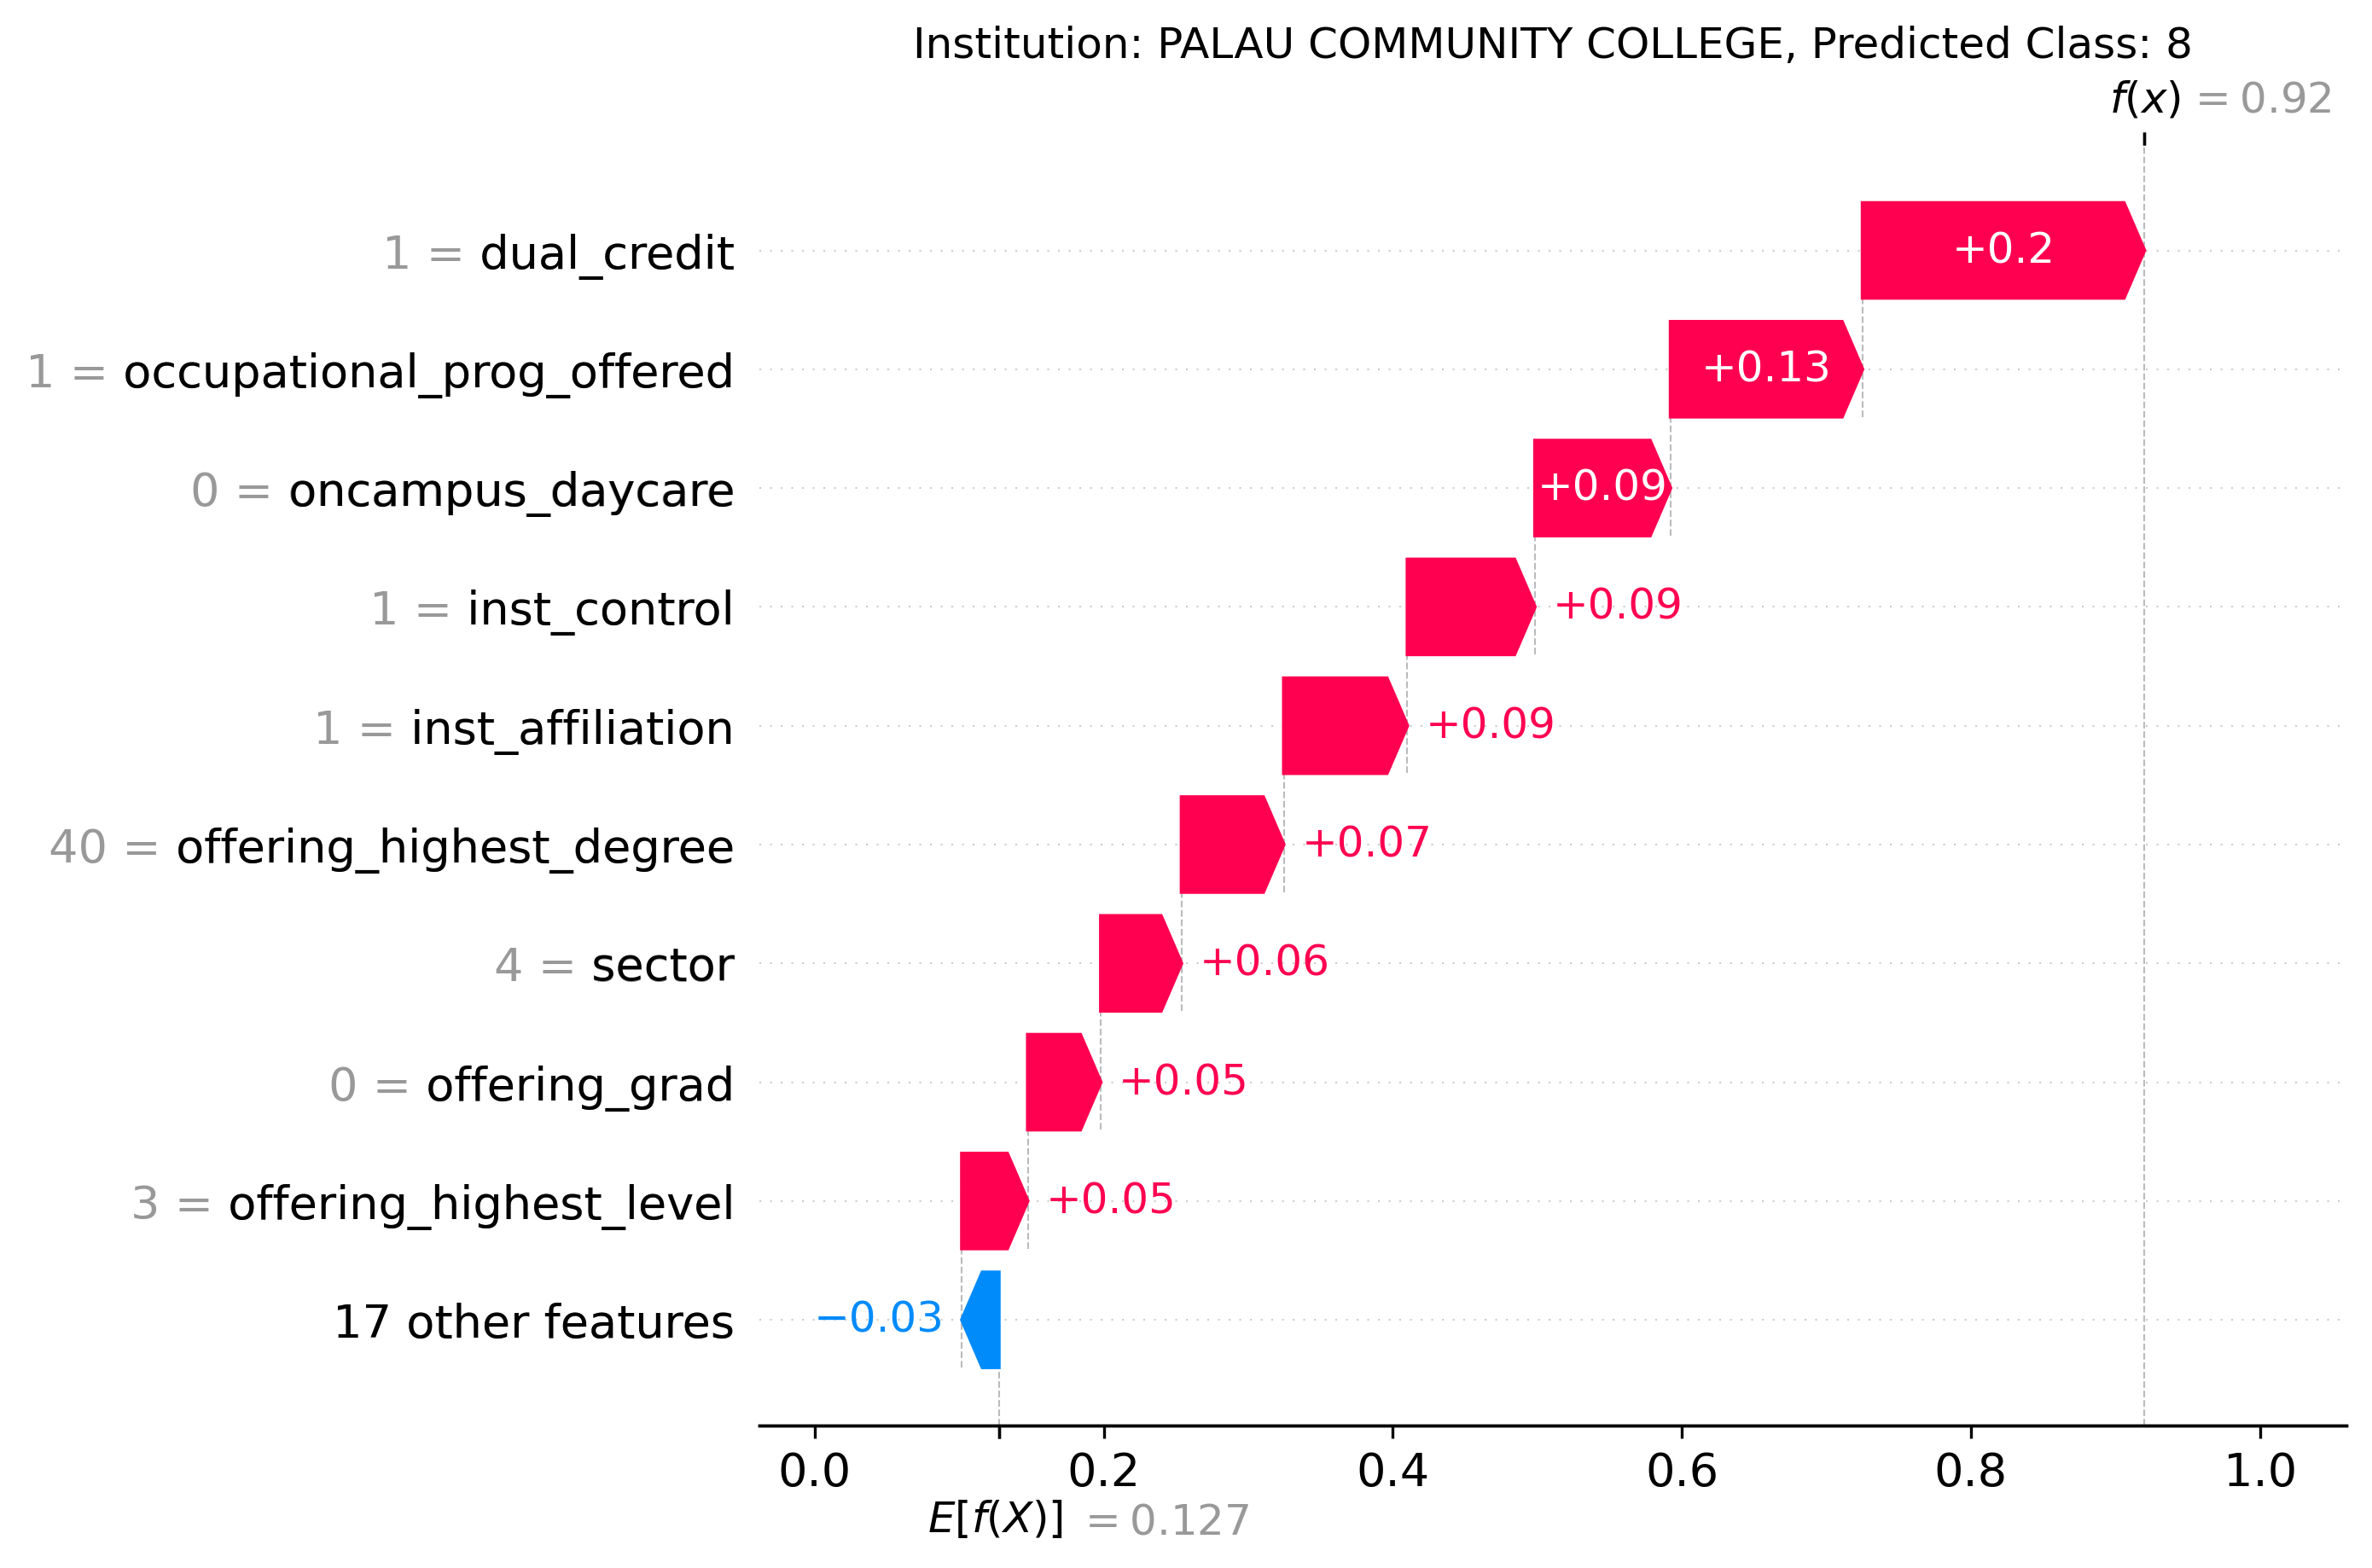 Institution: PALAU COMMUNITY COLLEGE, Predicted Class: 8
f(x) = 0.92
1 = dual_credit
+0.2
1 = occupational_prog_offered
+0.13
0 = oncampus_daycare
+0.09
1 = inst_control
+0.09
1 = inst_affiliation
+0.09
40 = offering_highest_degree
+0.07
4 = sector
+0.06
0 = offering_grad
+0.05
3 = offering_highest_level
+0.05
17 other features
−0.03
0.0 0.2 0.4 0.6 0.8 1.0
E[f(X)] = 0.127